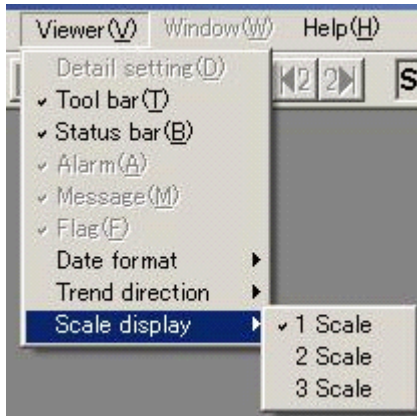 Viewer(V) Window(W) Help(H)
Detail setting(D)
2 2 S
Tool bar(T)
Status bar(B)
Alarm(A)
Message(M)
Flag(F)
Date format
Trend direction
Scale display
1 Scale
2 Scale
3 Scale